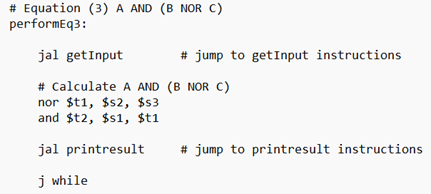 # Equation (3) A AND (B NOR C)
performEq3:
jal getInput # jump to getInput instructions
# Calculate A AND (B NOR C)
nor $t1, $s2, $s3
and $t2, $s1, $t1
jal printresult # jump to printresult instructions
j while